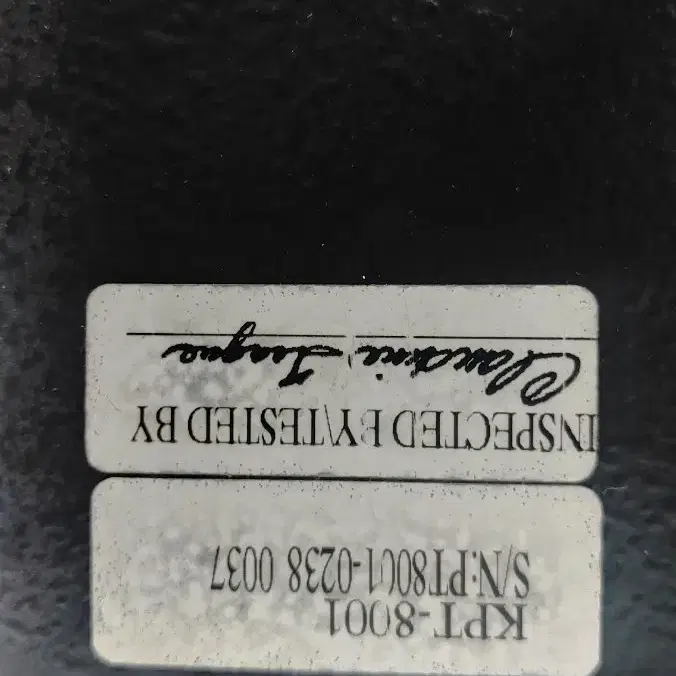 KPT-8001
S/N:PT8001-0238 0037
INSPECTED BY\TESTED BY